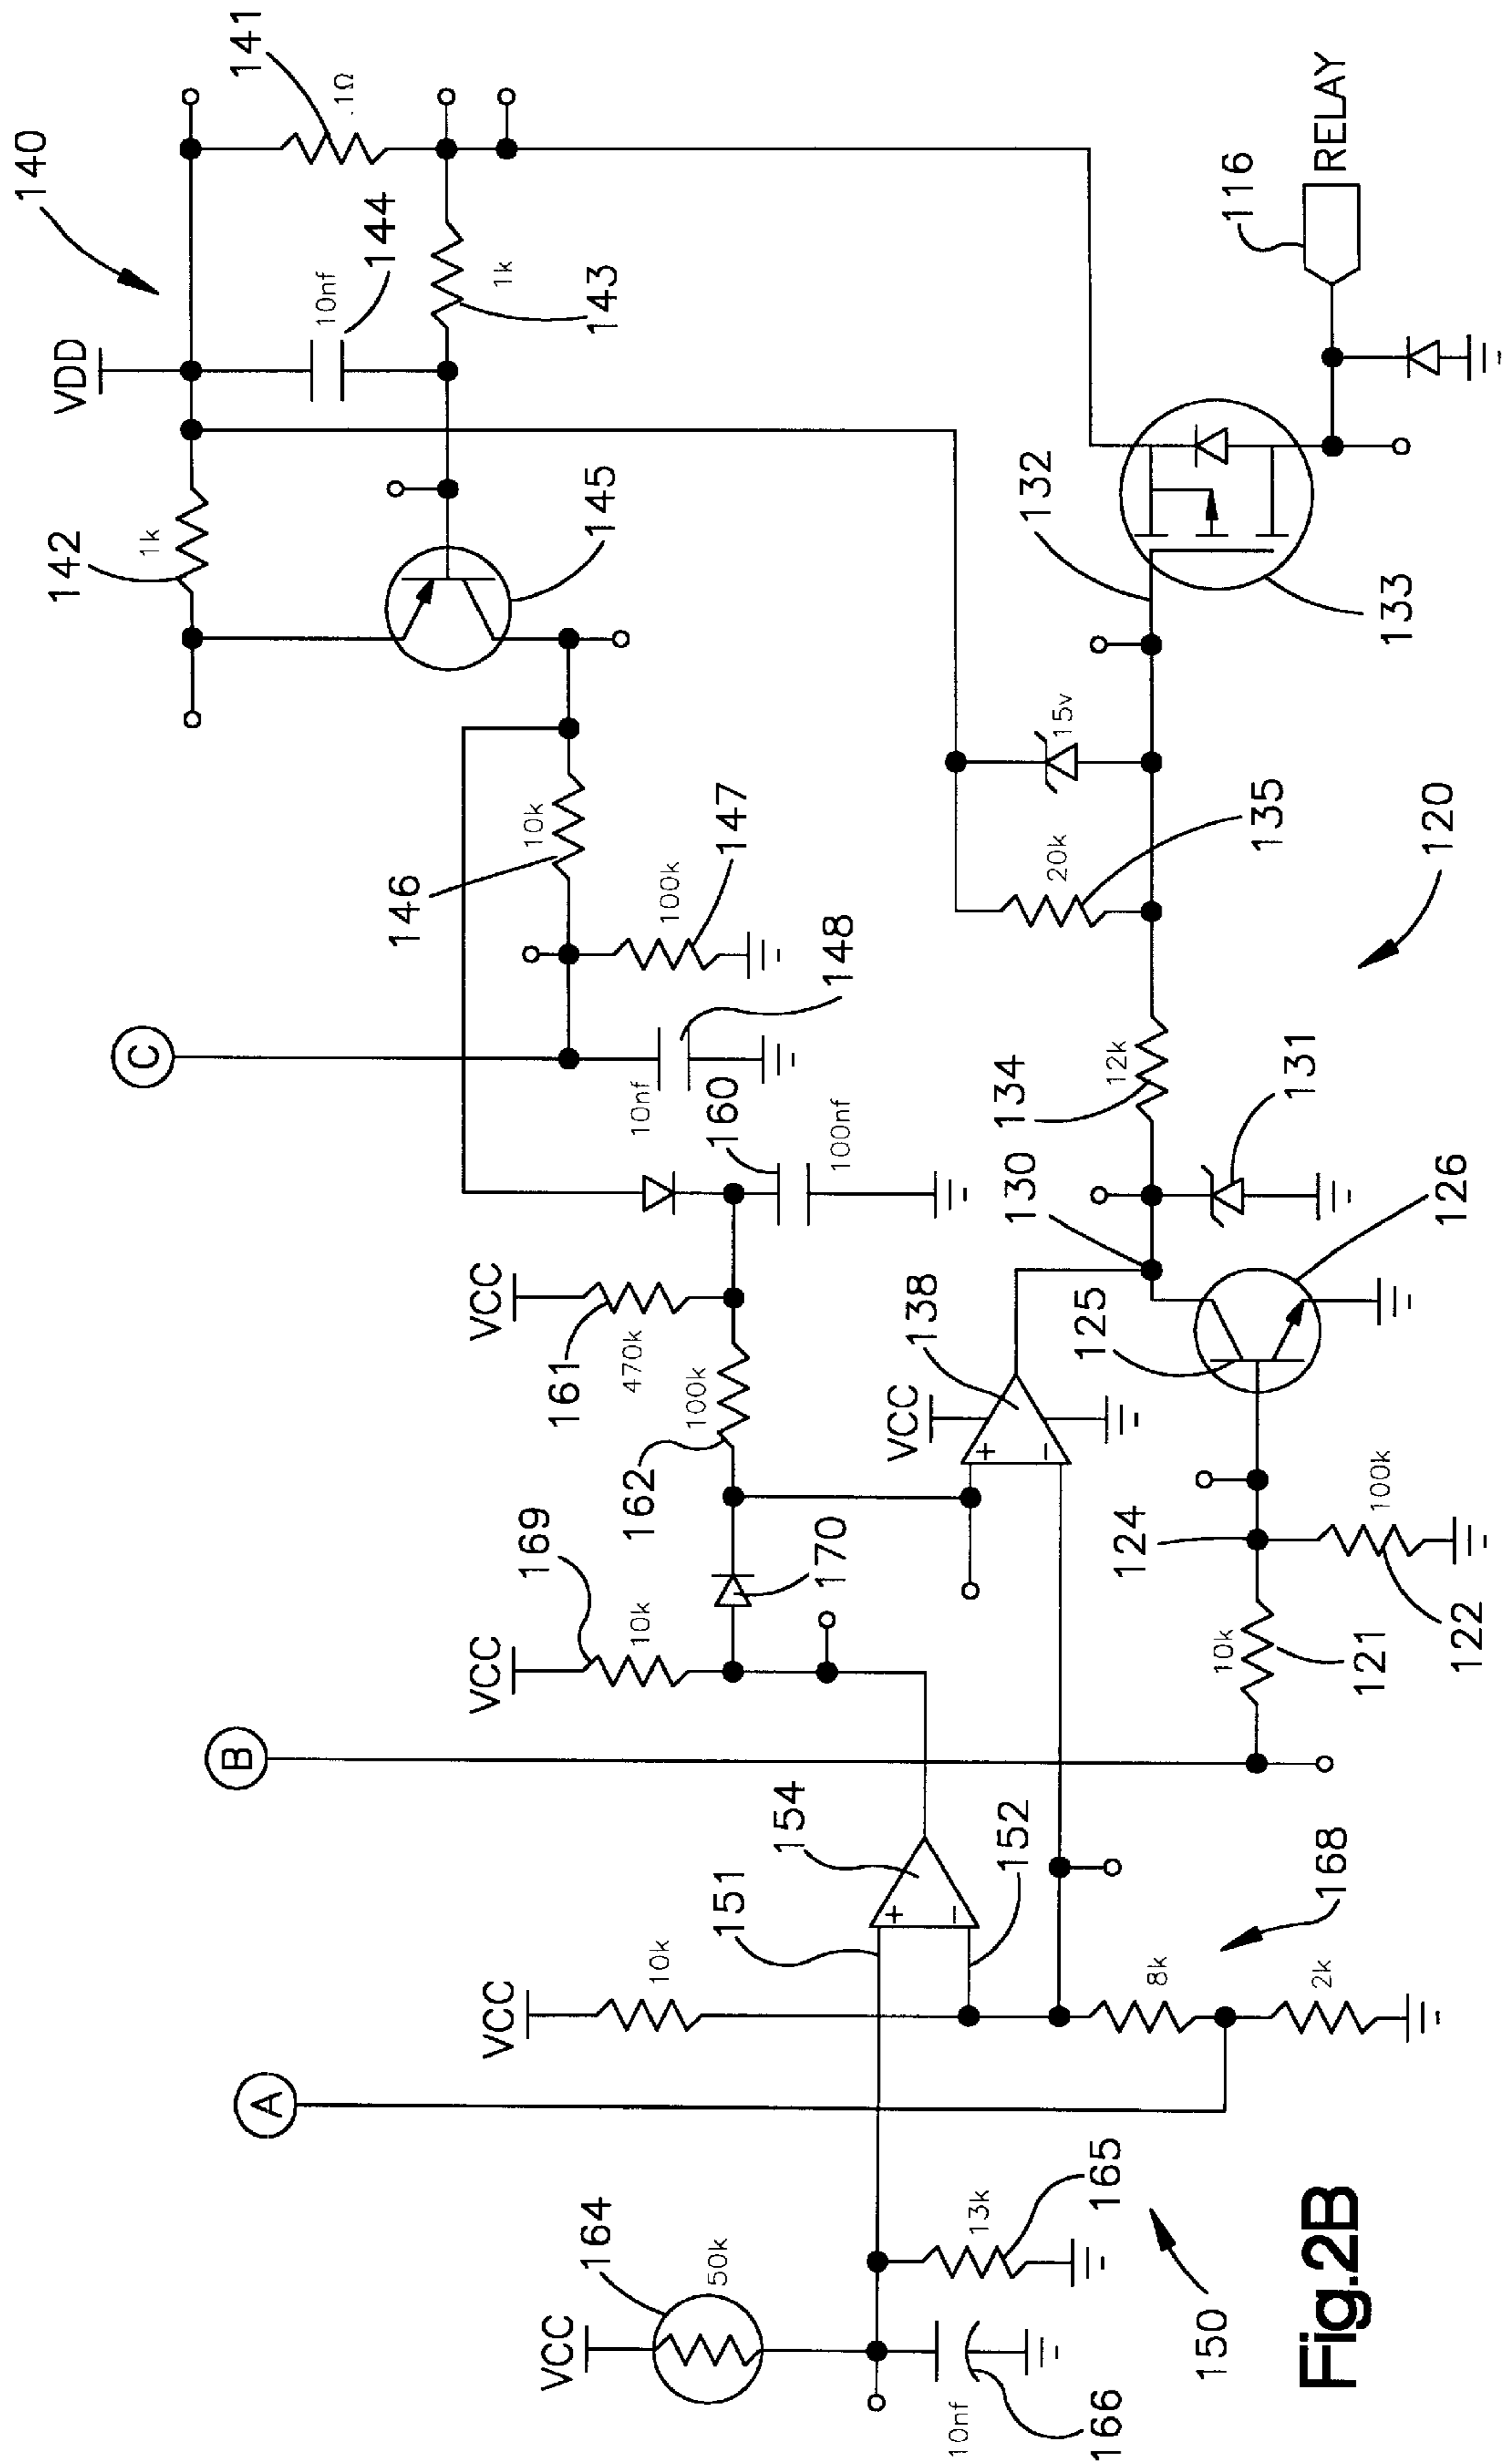 140
VDD
142
1k
10nf
144
141
.1Ω
1k
143
145
C
146
10k
100k
147
148
10nf
160
100nf
VCC
161
470k
100k
162
VCC
169
10k
170
B
A
VCC
10k
151
+
−
154
152
VCC
138
+
−
130
134
12k
131
20k
135
15v
132
133
116
RELAY
120
125
126
124
100k
10k
121
122
168
8k
2k
VCC
164
50k
13k
165
150
10nf
166
Fig.2B